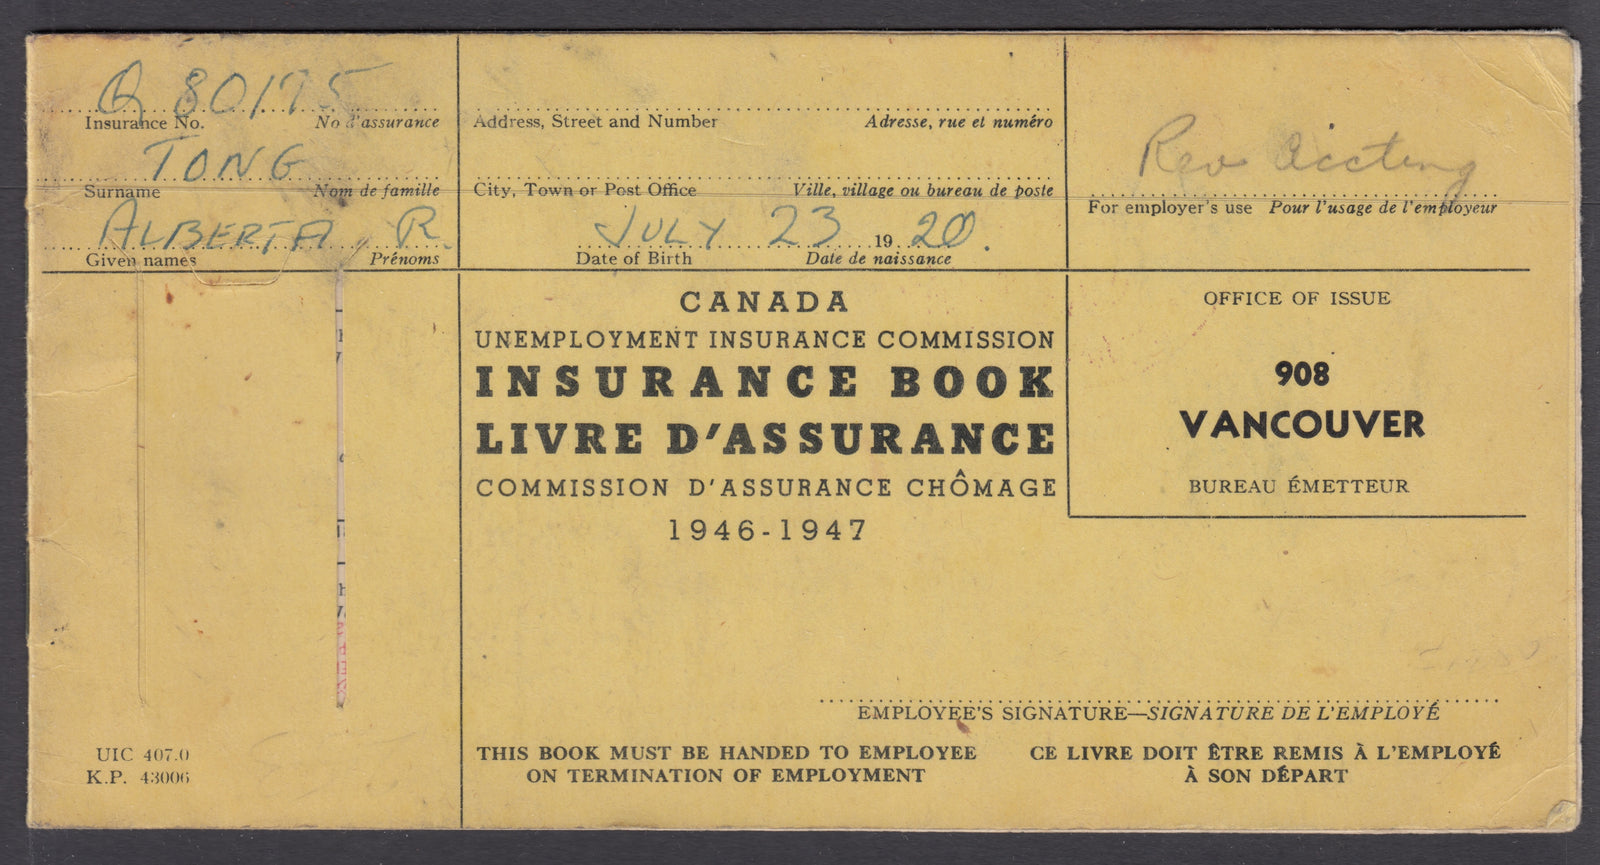 Q 80175
Insurance No. No d'assurance
TONG
Surname Nom de famille
ALBERTA R.
Given names Prénoms
Address, Street and Number Adresse, rue et numéro
City, Town or Post Office Ville, village ou bureau de poste
JULY 23 19 20.
Date of Birth Date de naissance
Rev Accting
For employer's use Pour l'usage de l'employeur
CANADA
UNEMPLOYMENT INSURANCE COMMISSION
INSURANCE BOOK
LIVRE D'ASSURANCE
COMMISSION D'ASSURANCE CHÔMAGE
1946-1947
OFFICE OF ISSUE
908
VANCOUVER
BUREAU ÉMETTEUR
EMPLOYEE'S SIGNATURE—SIGNATURE DE L'EMPLOYÉ
UIC 407.0
K.P. 43006
THIS BOOK MUST BE HANDED TO EMPLOYEE
ON TERMINATION OF EMPLOYMENT
CE LIVRE DOIT ÊTRE REMIS À L'EMPLOYÉ
À SON DÉPART